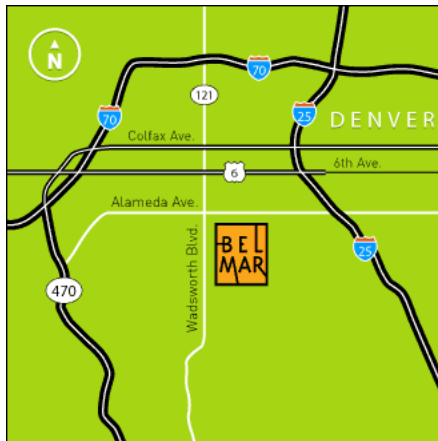 N
70
121
70
25
DENVER
Colfax Ave.
6
6th Ave.
Alameda Ave.
Wadsworth Blvd.
BEL
MAR
25
470